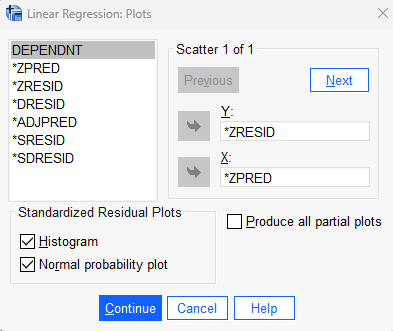 Linear Regression: Plots
DEPENDNT
*ZPRED
*ZRESID
*DRESID
*ADJPRED
*SRESID
*SDRESID
Scatter 1 of 1
Previous
Next
Y:
*ZRESID
X:
*ZPRED
Standardized Residual Plots
Histogram
Normal probability plot
Produce all partial plots
Continue
Cancel
Help